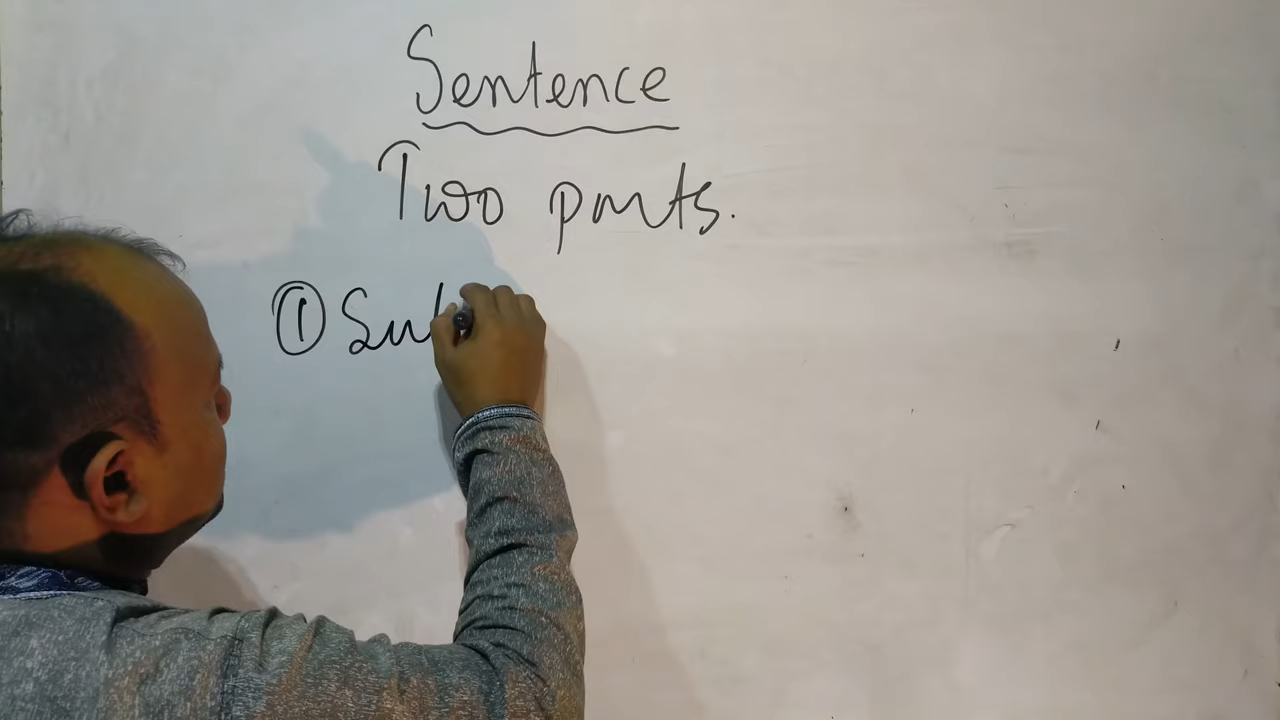 Sentence
Two parts.
① Sub